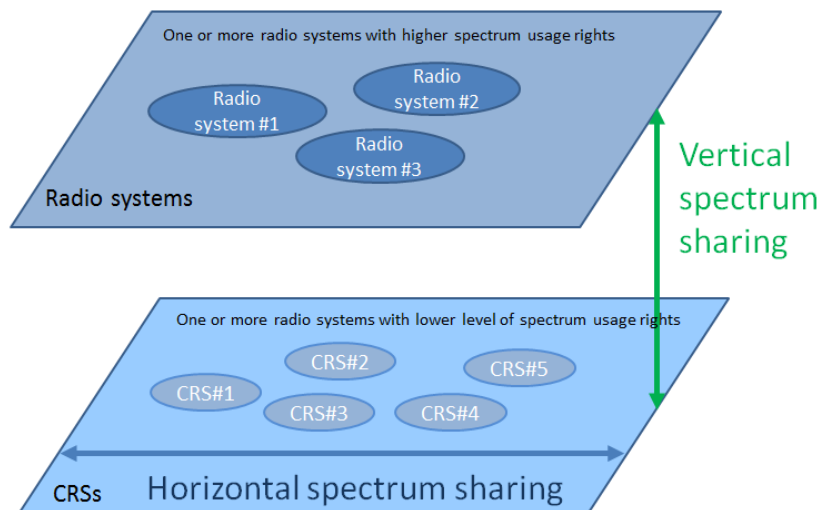 One or more radio systems with higher spectrum usage rights
Radio
system #1
Radio
system #2
Radio
system #3
Radio systems
Vertical
spectrum
sharing
One or more radio systems with lower level of spectrum usage rights
CRS#1
CRS#2
CRS#3
CRS#4
CRS#5
CRSs
Horizontal spectrum sharing